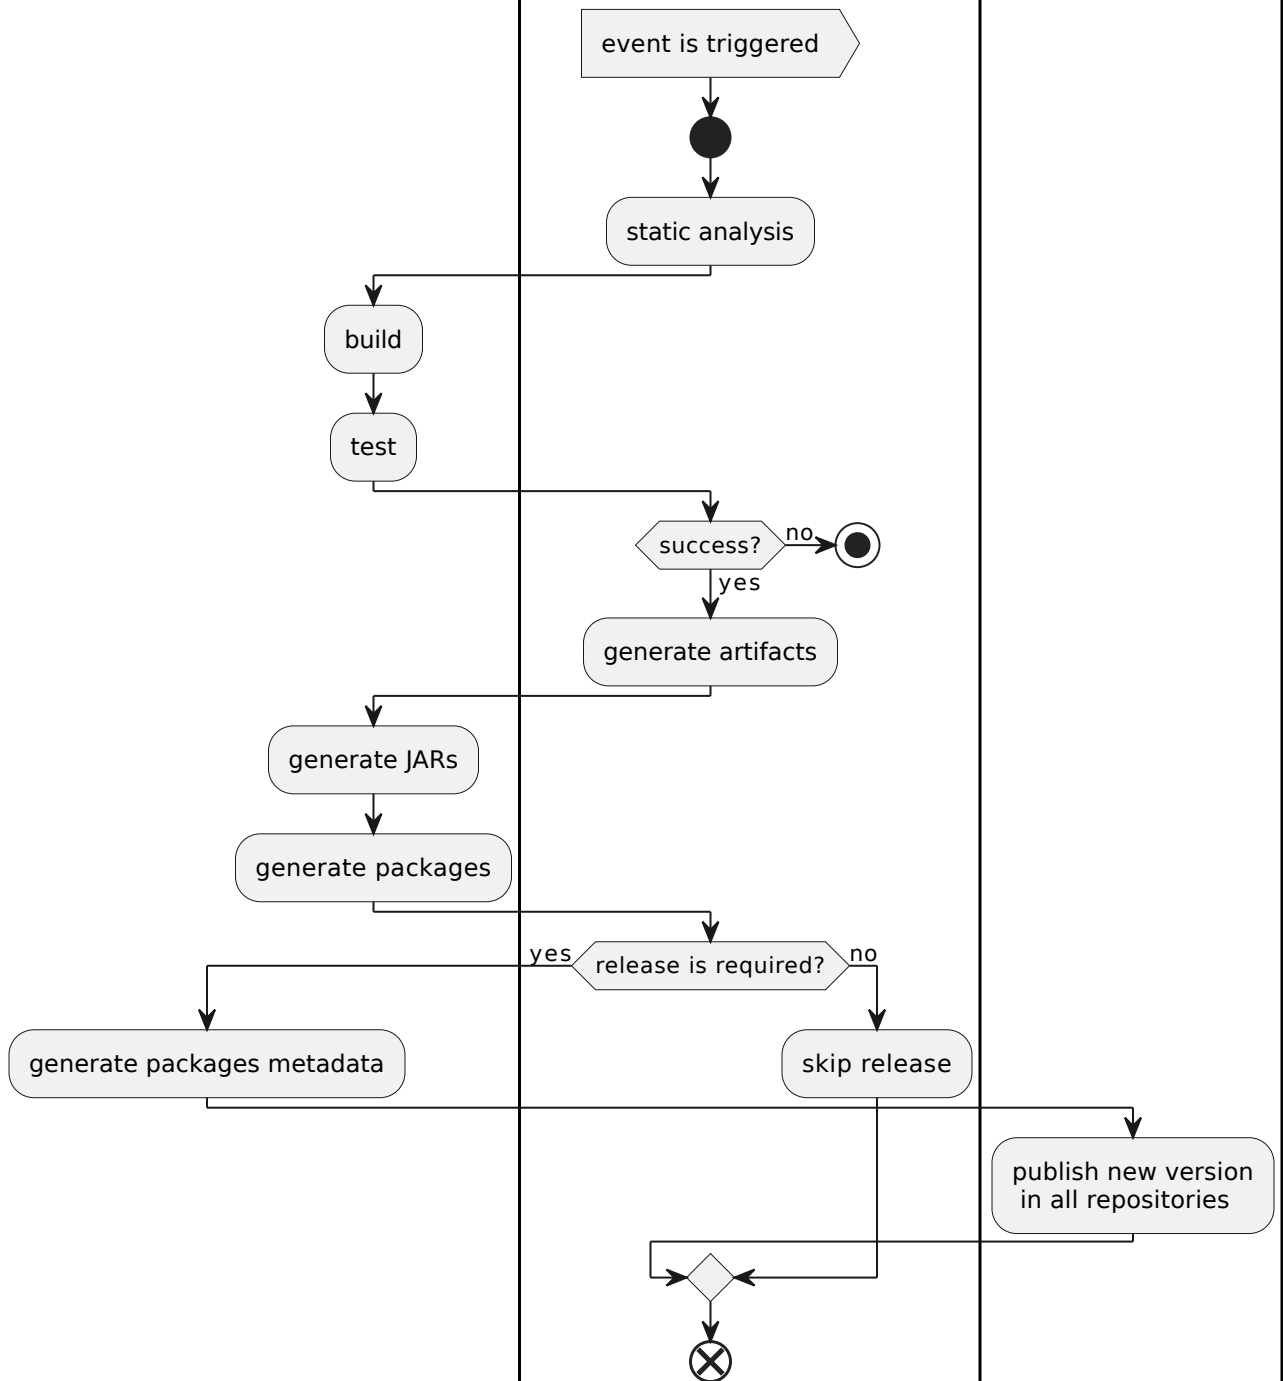 event is triggered
static analysis
build
test
success?
no
yes
generate artifacts
generate JARs
generate packages
yes
release is required?
no
generate packages metadata
skip release
publish new version
in all repositories